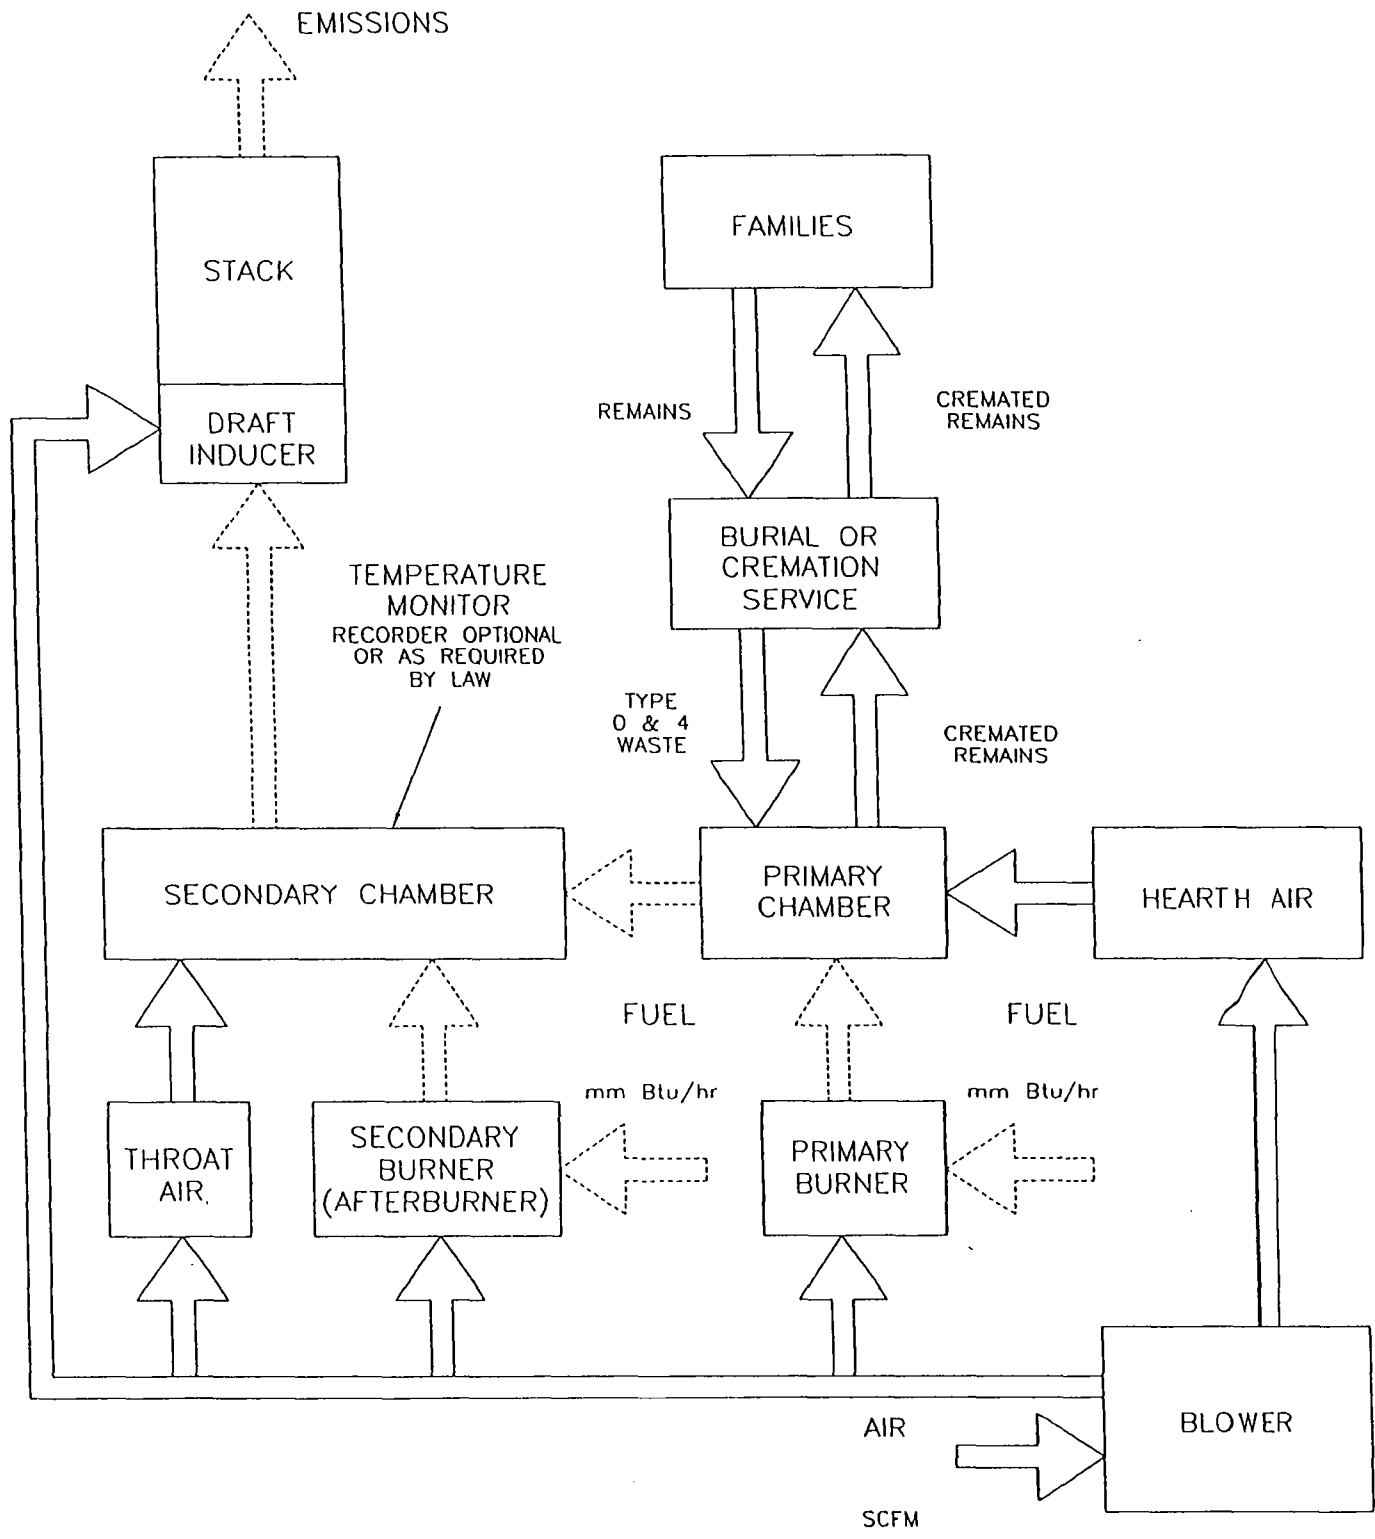 EMISSIONS
STACK
DRAFT
INDUCER
FAMILIES
REMAINS
CREMATED
REMAINS
BURIAL OR
CREMATION
SERVICE
TEMPERATURE
MONITOR
RECORDER OPTIONAL
OR AS REQUIRED
BY LAW
TYPE
0 & 4
WASTE
CREMATED
REMAINS
SECONDARY CHAMBER
PRIMARY
CHAMBER
HEARTH AIR
FUEL
FUEL
mm Btu/hr
mm Btu/hr
THROAT
AIR
SECONDARY
BURNER
(AFTERBURNER)
PRIMARY
BURNER
AIR
SCFM
BLOWER